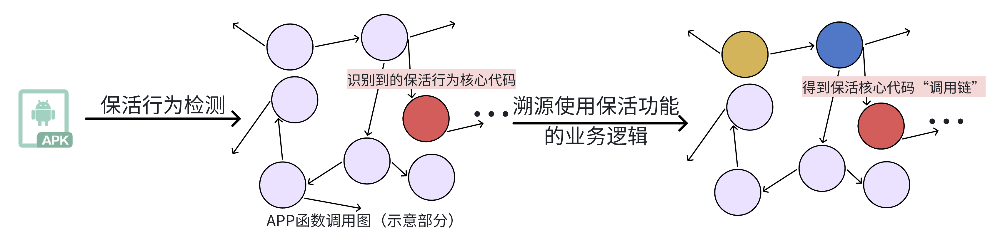 APK
保活行为检测
识别到的保活行为核心代码
APP函数调用图（示意部分）
溯源使用保活功能
的业务逻辑
得到保活核心代码“调用链”